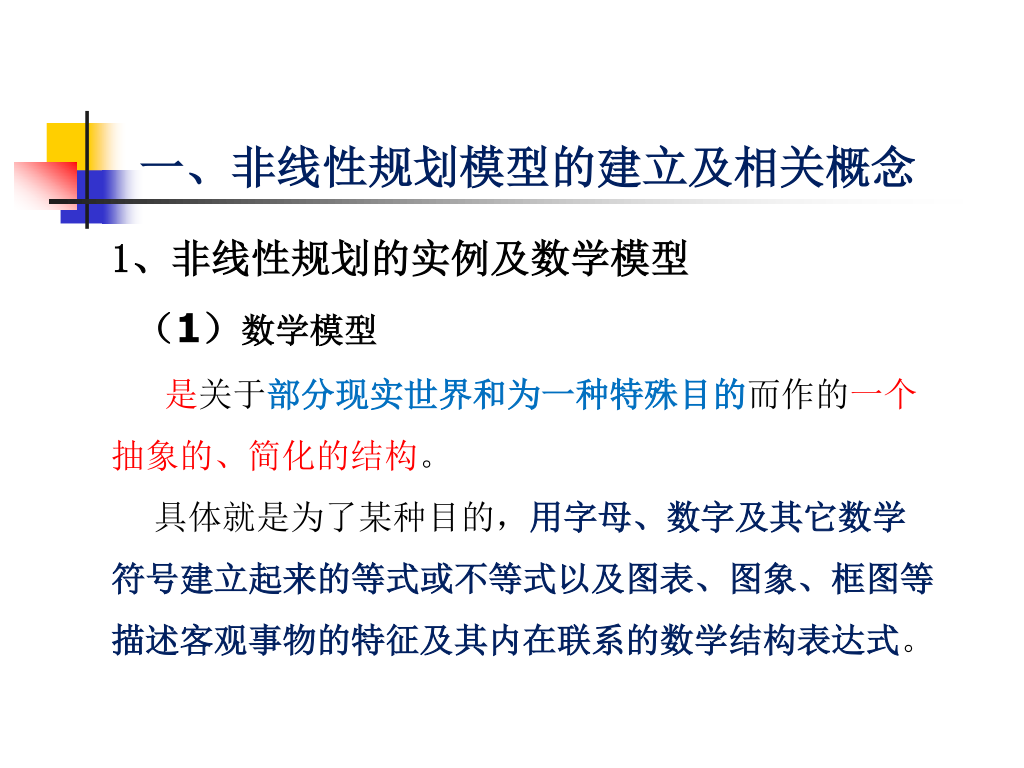 一、非线性规划模型的建立及相关概念
1、非线性规划的实例及数学模型
（1）数学模型
是关于部分现实世界和为一种特殊目的而作的一个
抽象的、简化的结构。
具体就是为了某种目的，用字母、数字及其它数学
符号建立起来的等式或不等式以及图表、图象、框图等
描述客观事物的特征及其内在联系的数学结构表达式。